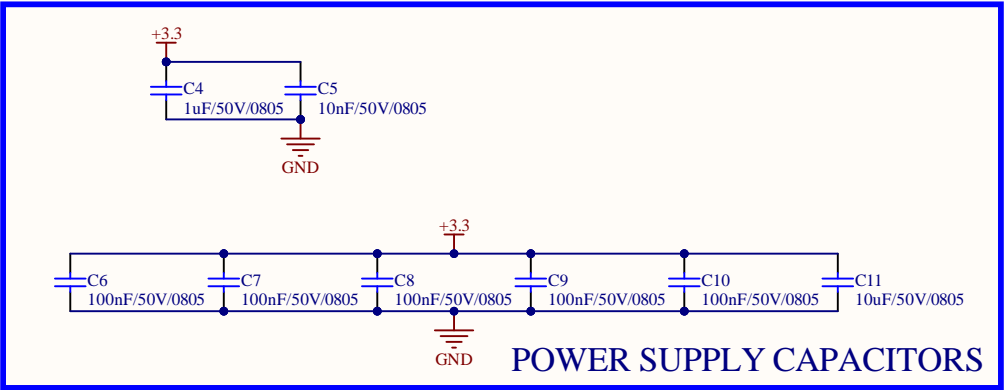 +3.3
C4
1uF/50V/0805
C5
10nF/50V/0805
GND
+3.3
C6
100nF/50V/0805
C7
100nF/50V/0805
C8
100nF/50V/0805
C9
100nF/50V/0805
C10
100nF/50V/0805
C11
10uF/50V/0805
GND
POWER SUPPLY CAPACITORS